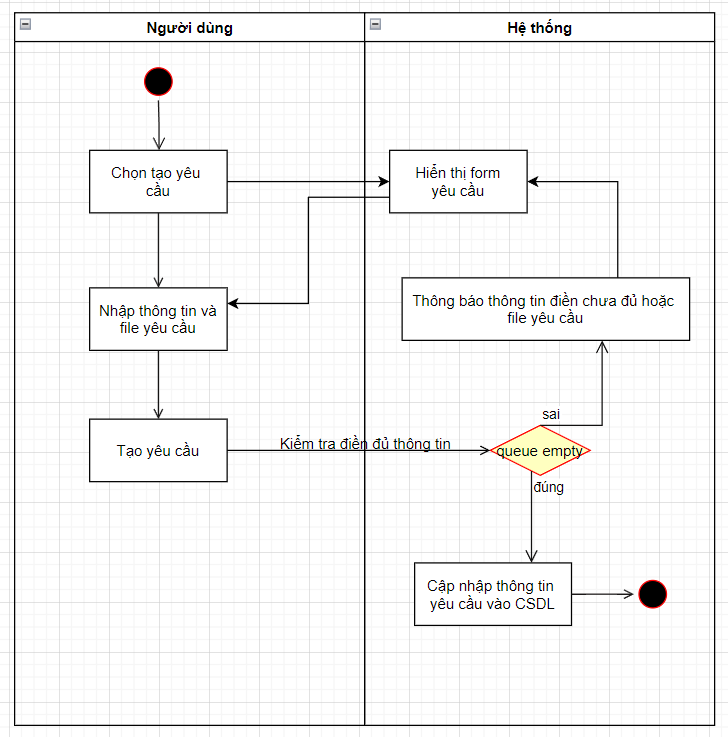 Người dùng
Hệ thống
Chọn tạo yêu
cầu
Hiển thị form
yêu cầu
Nhập thông tin và
file yêu cầu
Thông báo thông tin điền chưa đủ hoặc
file yêu cầu
sai
Tạo yêu cầu
Kiểm tra điền đủ thông tin
queue empty
đúng
Cập nhập thông tin
yêu cầu vào CSDL